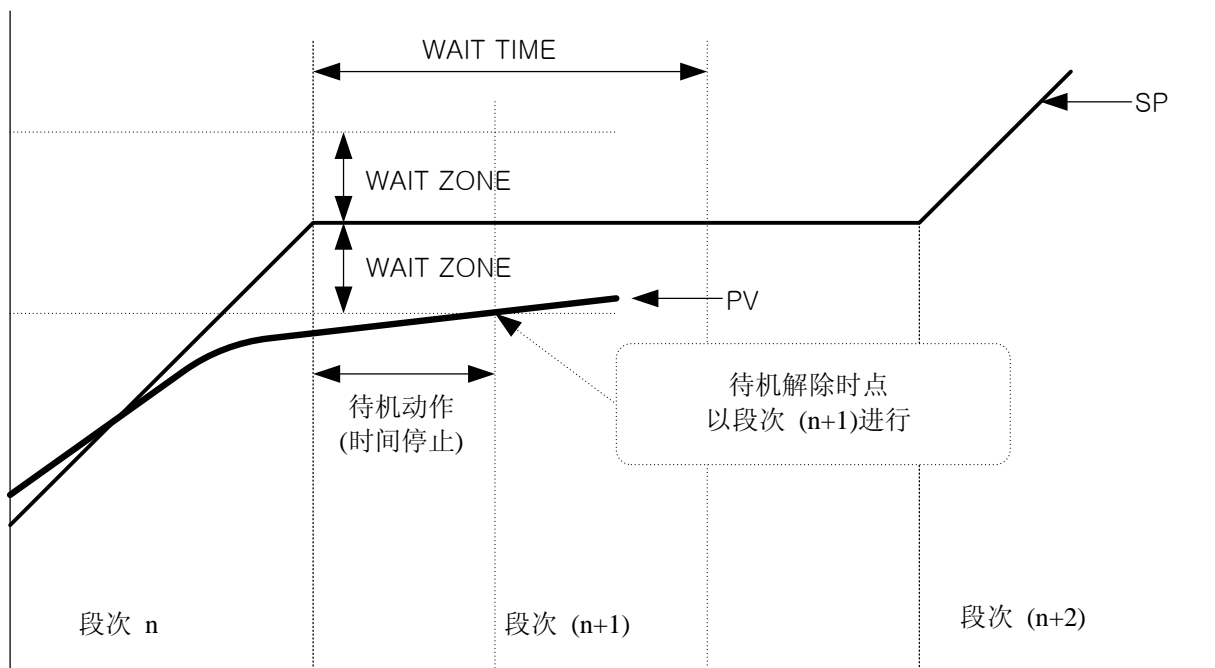 WAIT TIME
SP
WAIT ZONE
WAIT ZONE
PV
待机解除时点
以段次 (n+1)进行
待机动作
(时间停止)
段次 n
段次 (n+1)
段次 (n+2)